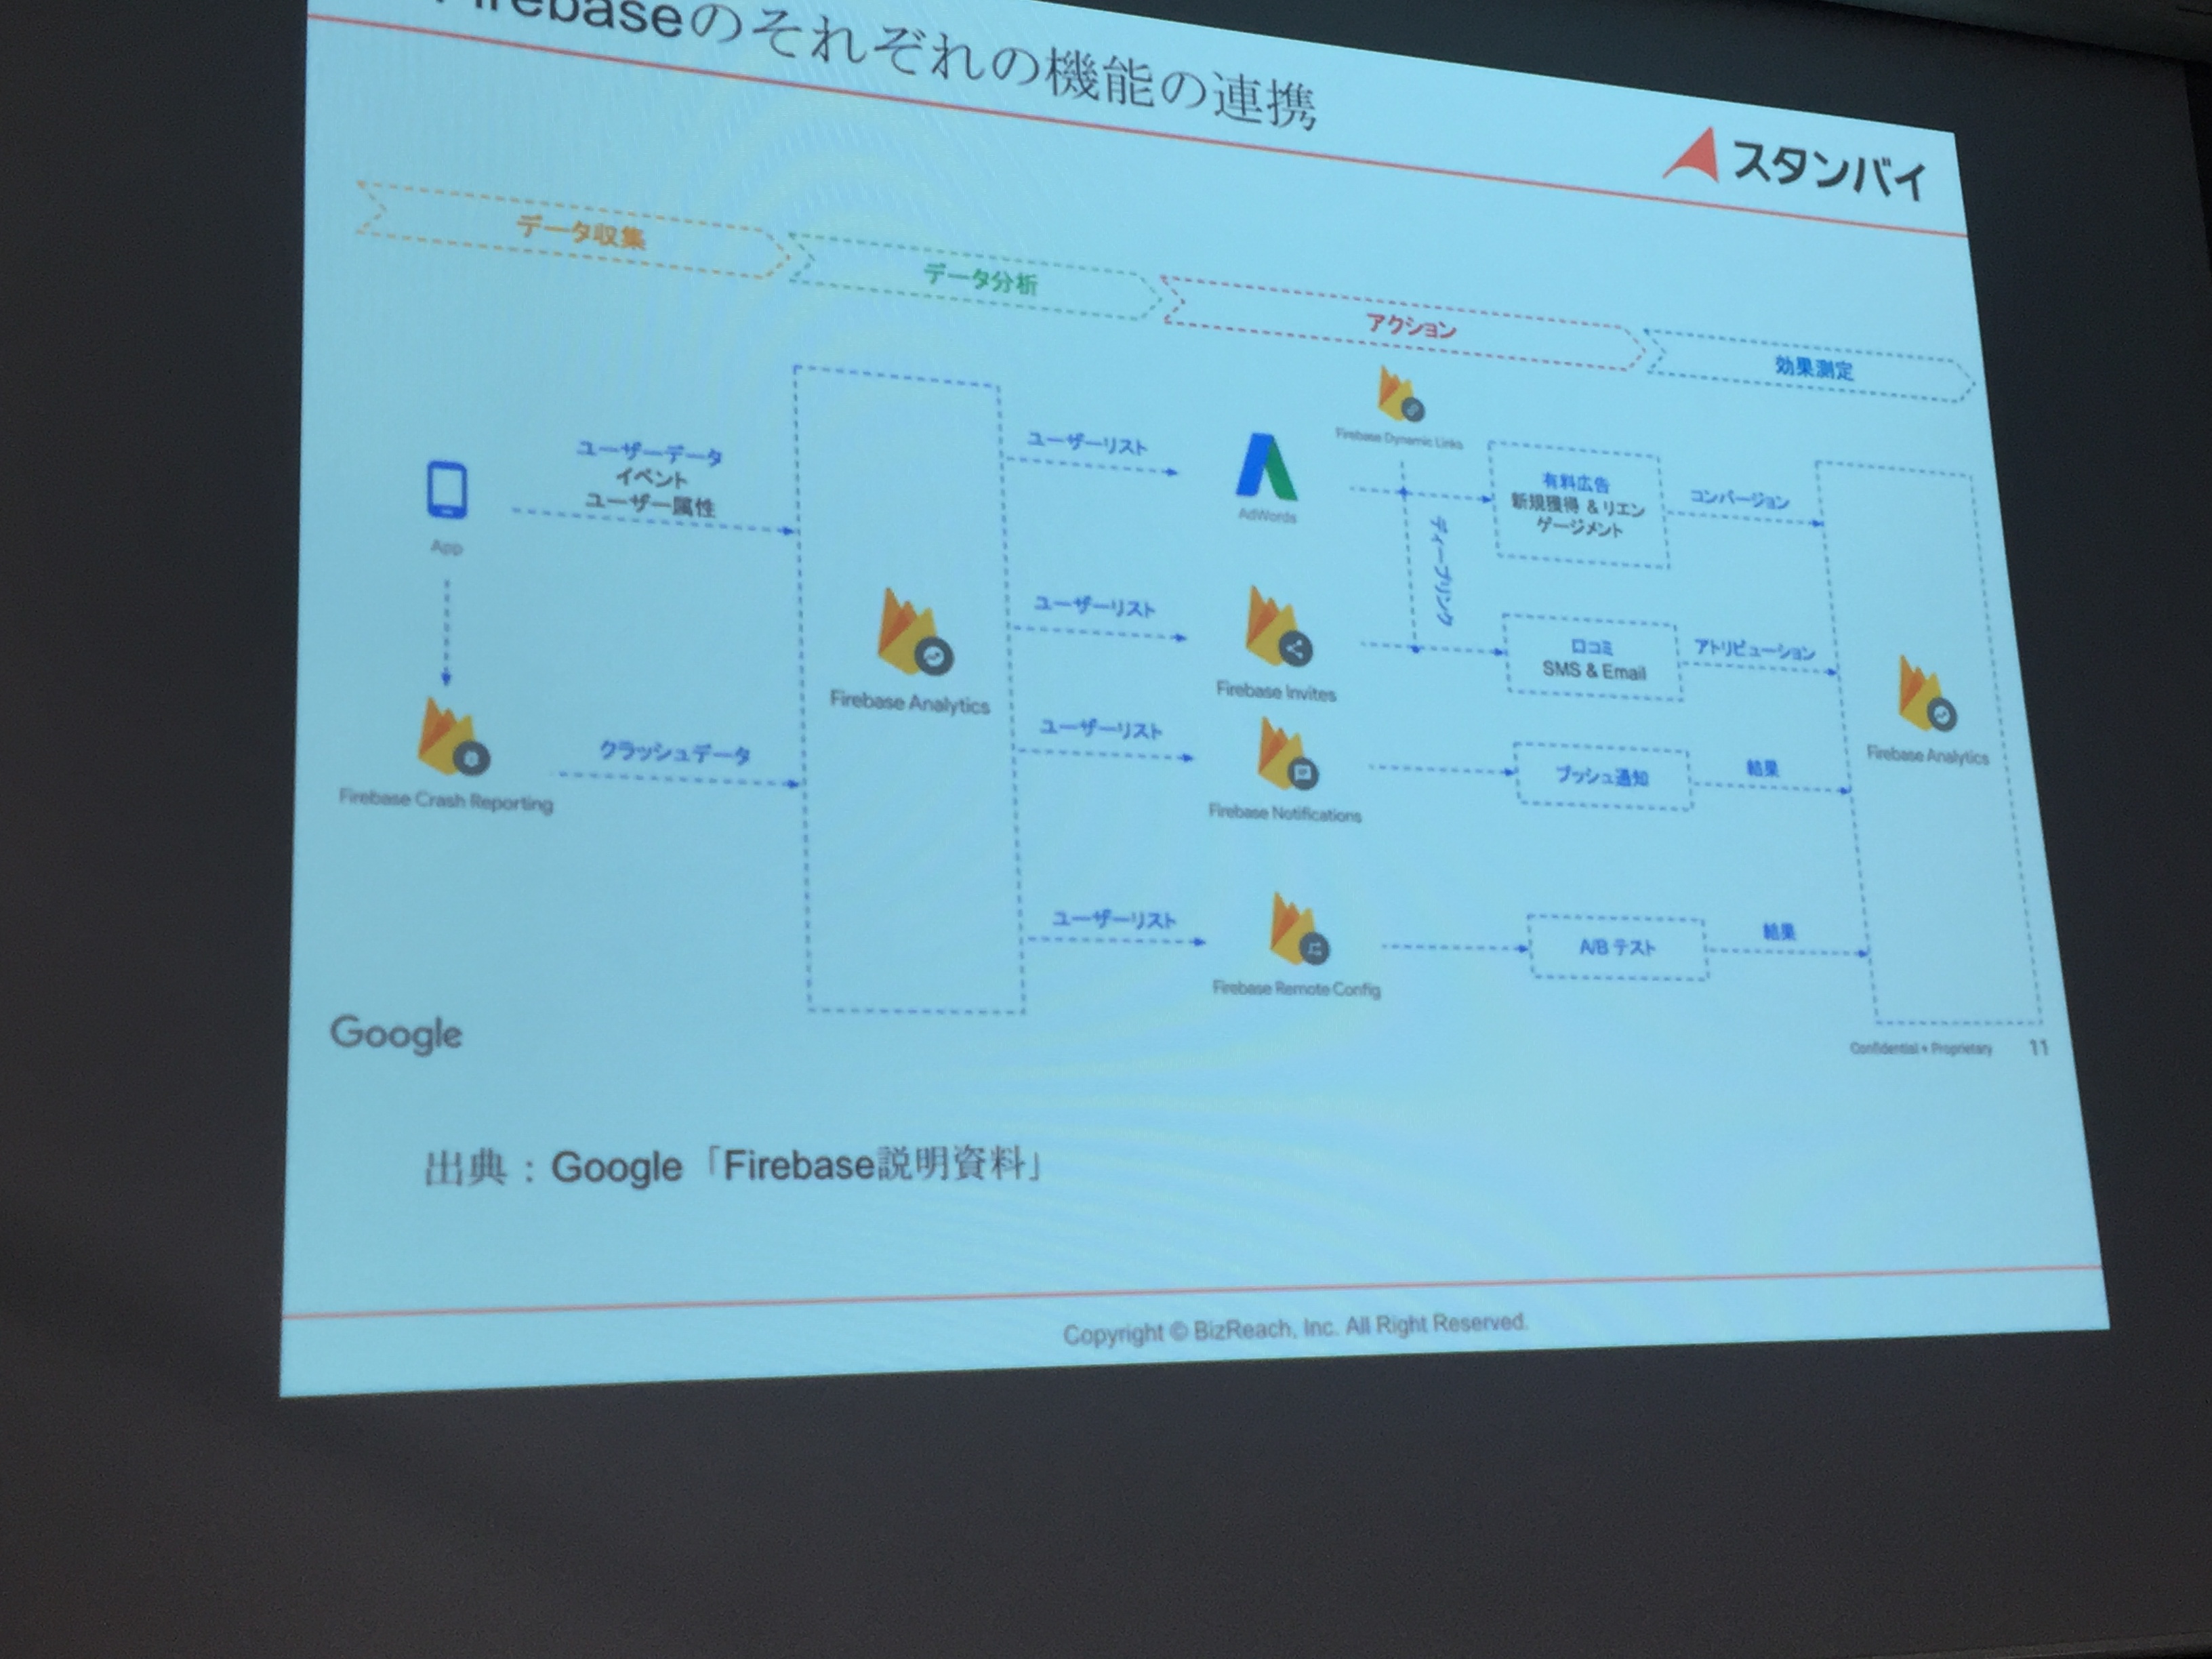 Firebaseのそれぞれの機能の連携
スタンバイ
データ収集
データ分析
アクション
効果測定
Firebase Dynamic Links
ユーザーデータ
イベント
ユーザー属性
App
ユーザーリスト
AdWords
ディープリンク
有料広告
新規獲得 & リエン
ゲージメント
コンバージョン
Firebase Analytics
ユーザーリスト
Firebase Invites
口コミ
SMS & Email
アトリビューション
Firebase Analytics
Firebase Crash Reporting
クラッシュデータ
ユーザーリスト
Firebase Notifications
プッシュ通知
結果
ユーザーリスト
Firebase Remote Config
A/B テスト
結果
Google
Confidential + Proprietary
11
出典：Google「Firebase説明資料」
Copyright © BizReach, Inc. All Right Reserved.